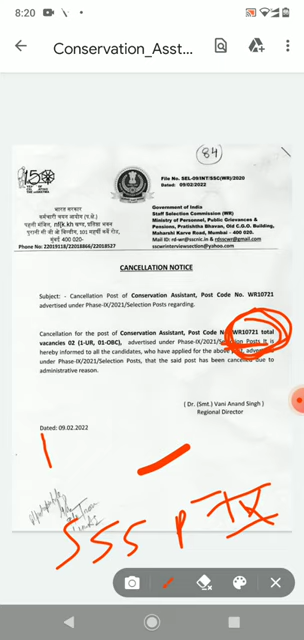 8:20
Conservation_Asst...
84
File No. SEL-09/INT/SSC(WR)/2020
Dated: 09/02/2022
भारत सरकार
Government of India
कर्मचारी चयन आयोग (प.क्षे.)
Staff Selection Commission (WR)
Ministry of Personnel, Public Grievances &
Pensions, Pratishtha Bhavan, Old C.G.O. Building,
Maharshi Karve Road, Mumbai - 400 020.
मुंबई 400 020-
Mail ID: rd-wr@sscnic.in & rdsscwr@gmail.com
Phone No: 22019118/22018866/22018527
sscwrinterviewsection@yahoo.com
CANCELLATION NOTICE
Subject: - Cancellation Post of Conservation Assistant, Post Code No. WR10721
advertised under Phase-IX/2021/Selection Posts regarding.
Cancellation for the post of Conservation Assistant, Post Code WR10721 total
vacancies 02 (1-UR, 01-OBC), advertised under Phase-IX/2021/Selection Posts It is
hereby informed to all the candidates, who have applied for the above
under Phase-IX/2021/Selection Posts, that the said post has been cancelled due to
administrative reason.
(Dr. (Smt.) Vani Anand Singh)
Regional Director
Dated: 09.02.2022
SSS P IX